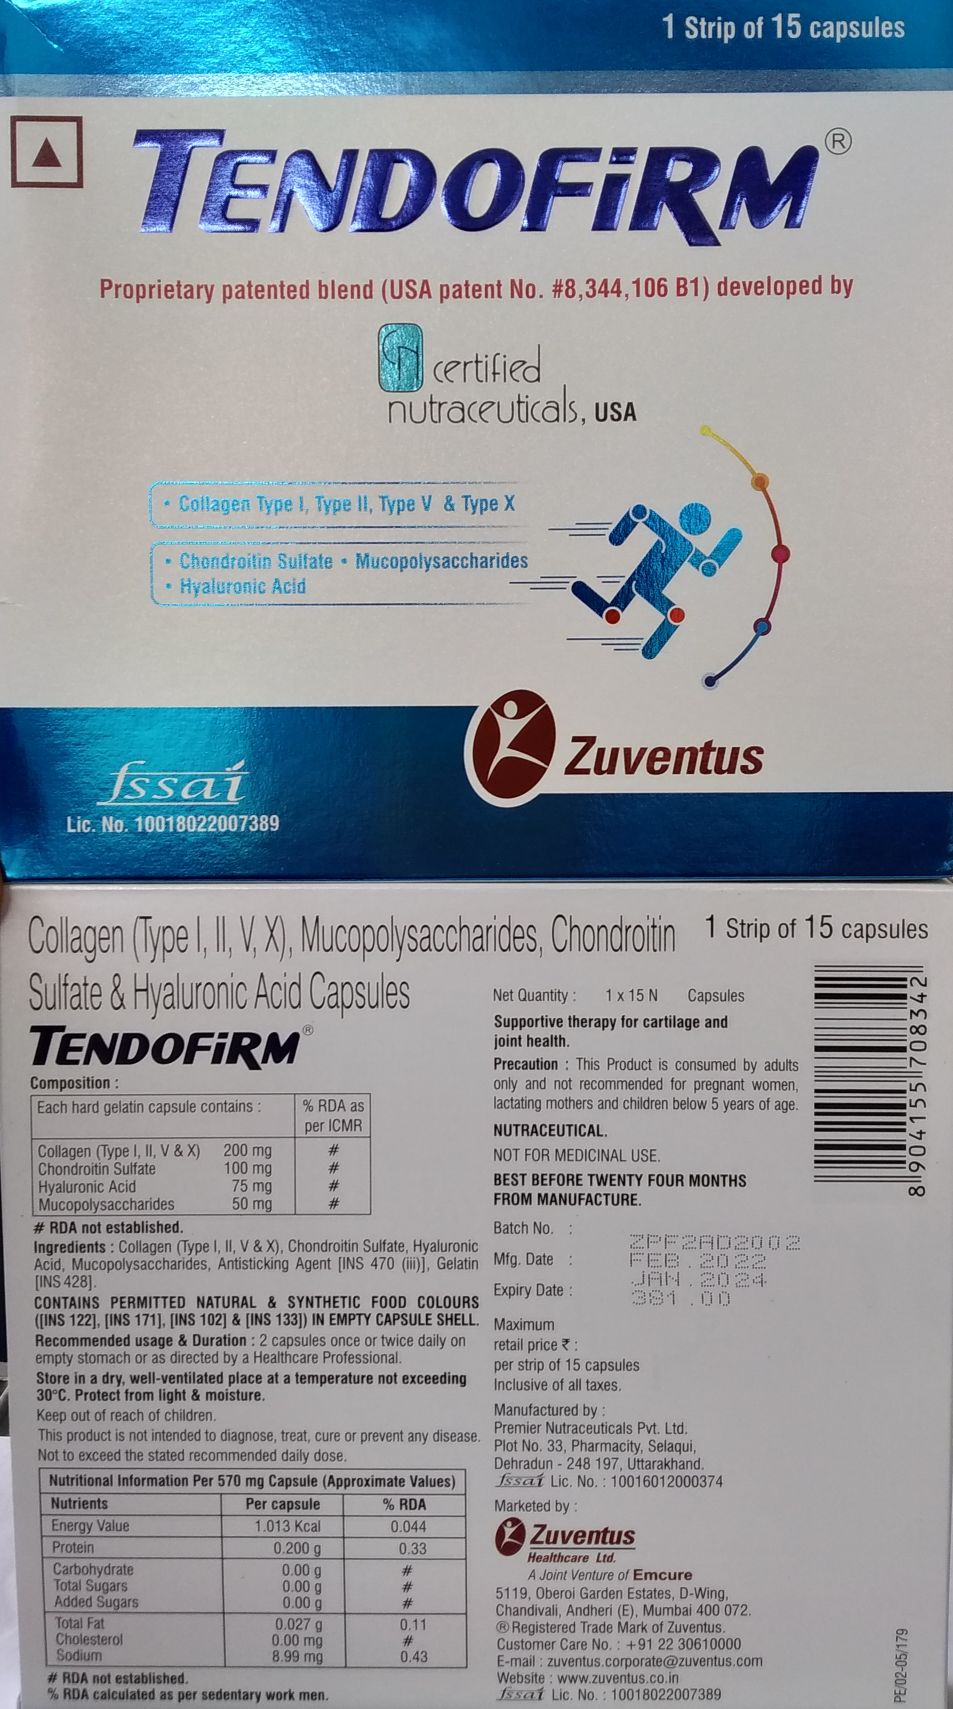 1 Strip of 15 capsules
TENDOFiRM®
Proprietary patented blend (USA patent No. #8,344,106 B1) developed by
certified
nutraceuticals, USA
• Collagen Type I, Type II, Type V & Type X
• Chondroitin Sulfate • Mucopolysaccharides
• Hyaluronic Acid
Zuventus
fssai
Lic. No. 10018022007389
Collagen (Type I, II, V, X), Mucopolysaccharides, Chondroitin
Sulfate & Hyaluronic Acid Capsules
TENDOFiRM®
Composition :
Each hard gelatin capsule contains : % RDA as
per ICMR
Collagen (Type I, II, V & X) 200 mg #
Chondroitin Sulfate 100 mg #
Hyaluronic Acid 75 mg #
Mucopolysaccharides 50 mg #
# RDA not established.
Ingredients : Collagen (Type I, II, V & X), Chondroitin Sulfate, Hyaluronic
Acid, Mucopolysaccharides, Antisticking Agent [INS 470 (iii)], Gelatin
[INS 428].
CONTAINS PERMITTED NATURAL & SYNTHETIC FOOD COLOURS
([INS 122], [INS 171], [INS 102] & [INS 133]) IN EMPTY CAPSULE SHELL.
Recommended usage & Duration : 2 capsules once or twice daily on
empty stomach or as directed by a Healthcare Professional.
Store in a dry, well-ventilated place at a temperature not exceeding
30°C. Protect from light & moisture.
Keep out of reach of children.
This product is not intended to diagnose, treat, cure or prevent any disease.
Not to exceed the stated recommended daily dose.
Nutritional Information Per 570 mg Capsule (Approximate Values)
Nutrients Per capsule % RDA
Energy Value 1.013 Kcal 0.044
Protein 0.200 g 0.33
Carbohydrate 0.00 g #
Total Sugars 0.00 g #
Added Sugars 0.00 g #
Total Fat 0.027 g 0.11
Cholesterol 0.00 mg #
Sodium 8.99 mg 0.43
# RDA not established.
% RDA calculated as per sedentary work men.
1 Strip of 15 capsules
Net Quantity : 1 x 15 N Capsules
Supportive therapy for cartilage and
joint health.
Precaution : This Product is consumed by adults
only and not recommended for pregnant women,
lactating mothers and children below 5 years of age.
NUTRACEUTICAL.
NOT FOR MEDICINAL USE.
BEST BEFORE TWENTY FOUR MONTHS
FROM MANUFACTURE.
Batch No. : ZPF2AD2002
Mfg. Date : FEB.2022
Expiry Date : JAN.2024
381.00
Maximum
retail price ₹ :
per strip of 15 capsules
Inclusive of all taxes.
Manufactured by :
Premier Nutraceuticals Pvt. Ltd.
Plot No. 33, Pharmacity, Selaqui,
Dehradun - 248 197, Uttarakhand.
fssai Lic. No. : 10016012000374
Marketed by :
Zuventus
Healthcare Ltd.
A Joint Venture of Emcure
5119, Oberoi Garden Estates, D-Wing,
Chandivali, Andheri (E), Mumbai 400 072.
® Registered Trade Mark of Zuventus.
Customer Care No. : +91 22 30610000
E-mail : zuventus.corporate@zuventus.com
Website : www.zuventus.co.in
fssai Lic. No. : 10018022007389
8904155708342
PE/02-05/179